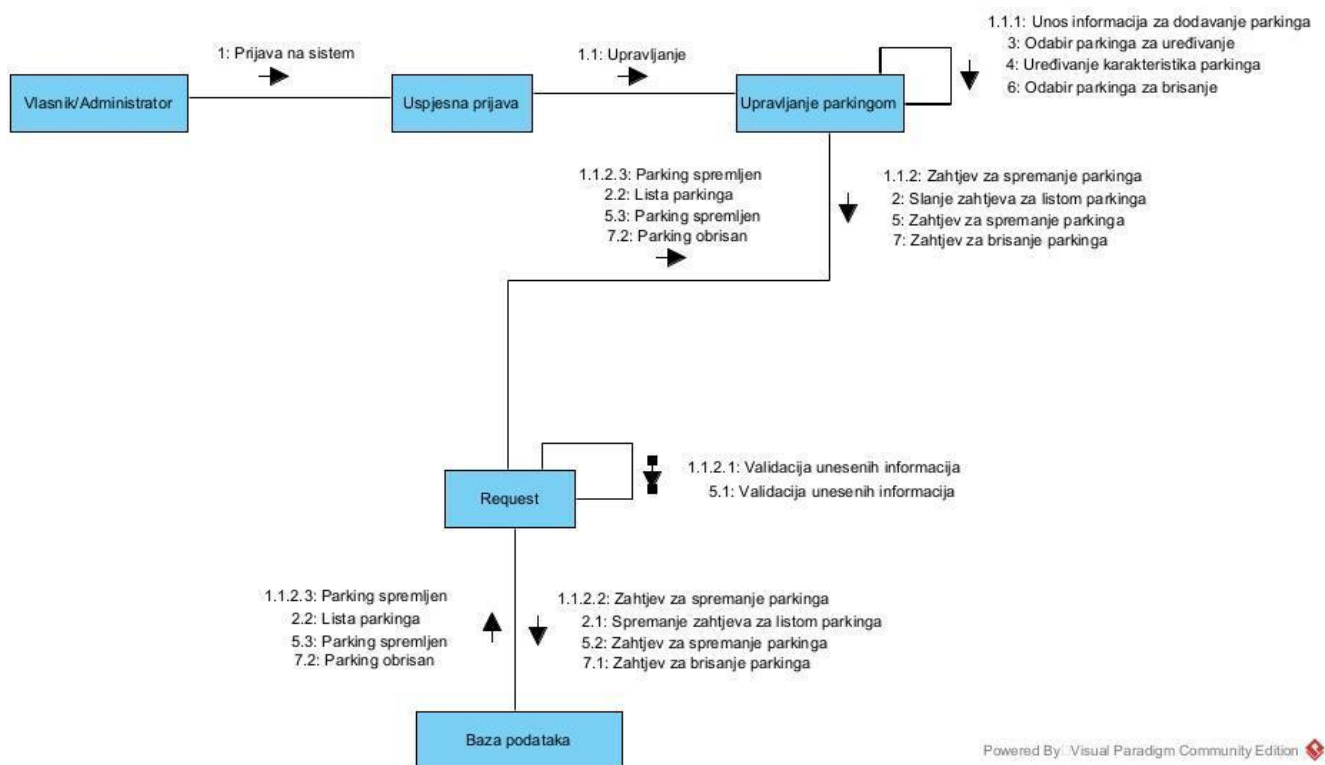 1: Prijava na sistem
1.1: Upravljanje
1.1.1: Unos informacija za dodavanje parkinga
3: Odabir parkinga za uređivanje
4: Uređivanje karakteristika parkinga
6: Odabir parkinga za brisanje
Vlasnik/Administrator
Uspjesna prijava
Upravljanje parkingom
1.1.2.3: Parking spremljen
2.2: Lista parkinga
5.3: Parking spremljen
7.2: Parking obrisan
1.1.2: Zahtjev za spremanje parkinga
2: Slanje zahtjeva za listom parkinga
5: Zahtjev za spremanje parkinga
7: Zahtjev za brisanje parkinga
Request
1.1.2.1: Validacija unesenih informacija
5.1: Validacija unesenih informacija
1.1.2.3: Parking spremljen
2.2: Lista parkinga
5.3: Parking spremljen
7.2: Parking obrisan
1.1.2.2: Zahtjev za spremanje parkinga
2.1: Spremanje zahtjeva za listom parkinga
5.2: Zahtjev za spremanje parkinga
7.1: Zahtjev za brisanje parkinga
Baza podataka
Powered By Visual Paradigm Community Edition